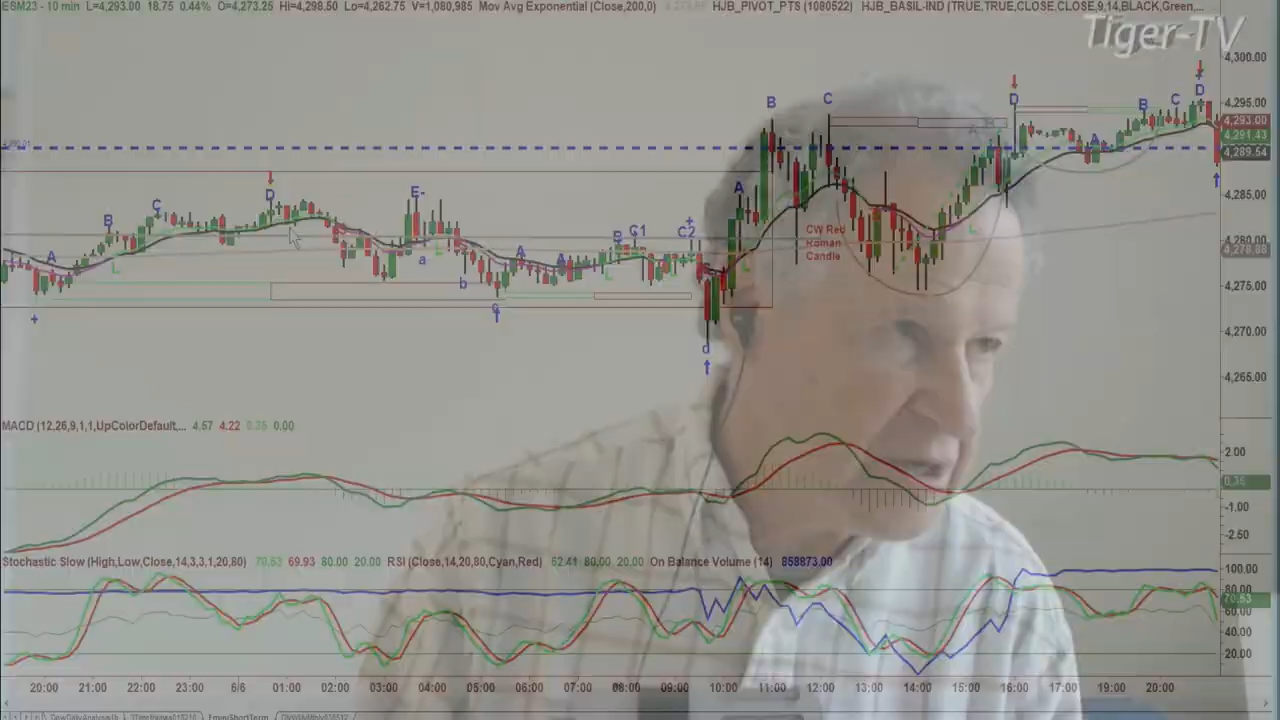 ESM23 - 10 min L=4,293.00 18.75 0.44% O=4,273.25 Hi=4,298.50 Lo=4,262.75 V=1,080,985 Mov Avg Exponential (Close,200,0) HJB_PIVOT_PTS (1080522) HJB_BASIL-IND (TRUE,TRUE,CLOSE,CLOSE,9,14,BLACK,Green,...
Tiger-TV
4,300.00
4,295.00
4,293.00
4,291.43
4,289.54
4,285.00
4,280.00
4,275.00
4,270.00
4,265.00
A B C D E- a b c A A B C1 C2 d A B C D A B C D
L L L L L L
CW Red
Roman
Candle
MACD (12,26,9,1,1,UpColorDefault,... 4.57 4.22 0.35 0.00
2.00
0.35
-1.00
-2.50
Stochastic Slow (High,Low,Close,14,3,3,1,20,80) 70.53 69.93 80.00 20.00 RSI (Close,14,20,80,Cyan,Red) 62.41 80.00 20.00 On Balance Volume (14) 858873.00
100.00
80.00
70.53
60.00
40.00
20.00
20:00 21:00 22:00 23:00 6/6 01:00 02:00 03:00 04:00 05:00 06:00 07:00 08:00 09:00 10:00 11:00 12:00 13:00 14:00 15:00 16:00 17:00 19:00 20:00